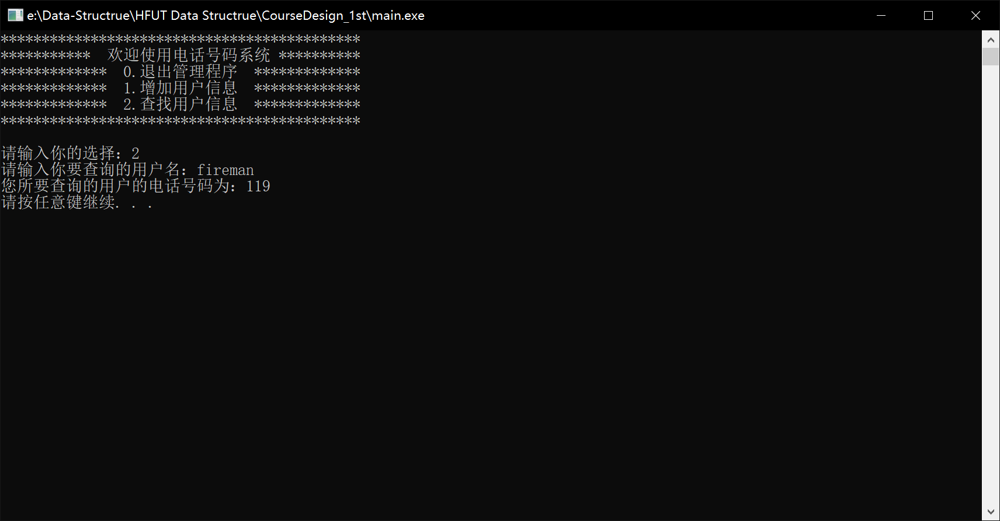 e:\Data-Structrue\HFUT Data Structrue\CourseDesign_1st\main.exe
********************************************
***********  欢迎使用电话号码系统 **********
*************  0.退出管理程序  *************
*************  1.增加用户信息  *************
*************  2.查找用户信息  *************
********************************************
请输入你的选择：2
请输入你要查询的用户名：fireman
您所要查询的用户的电话号码为：119
请按任意键继续. . .